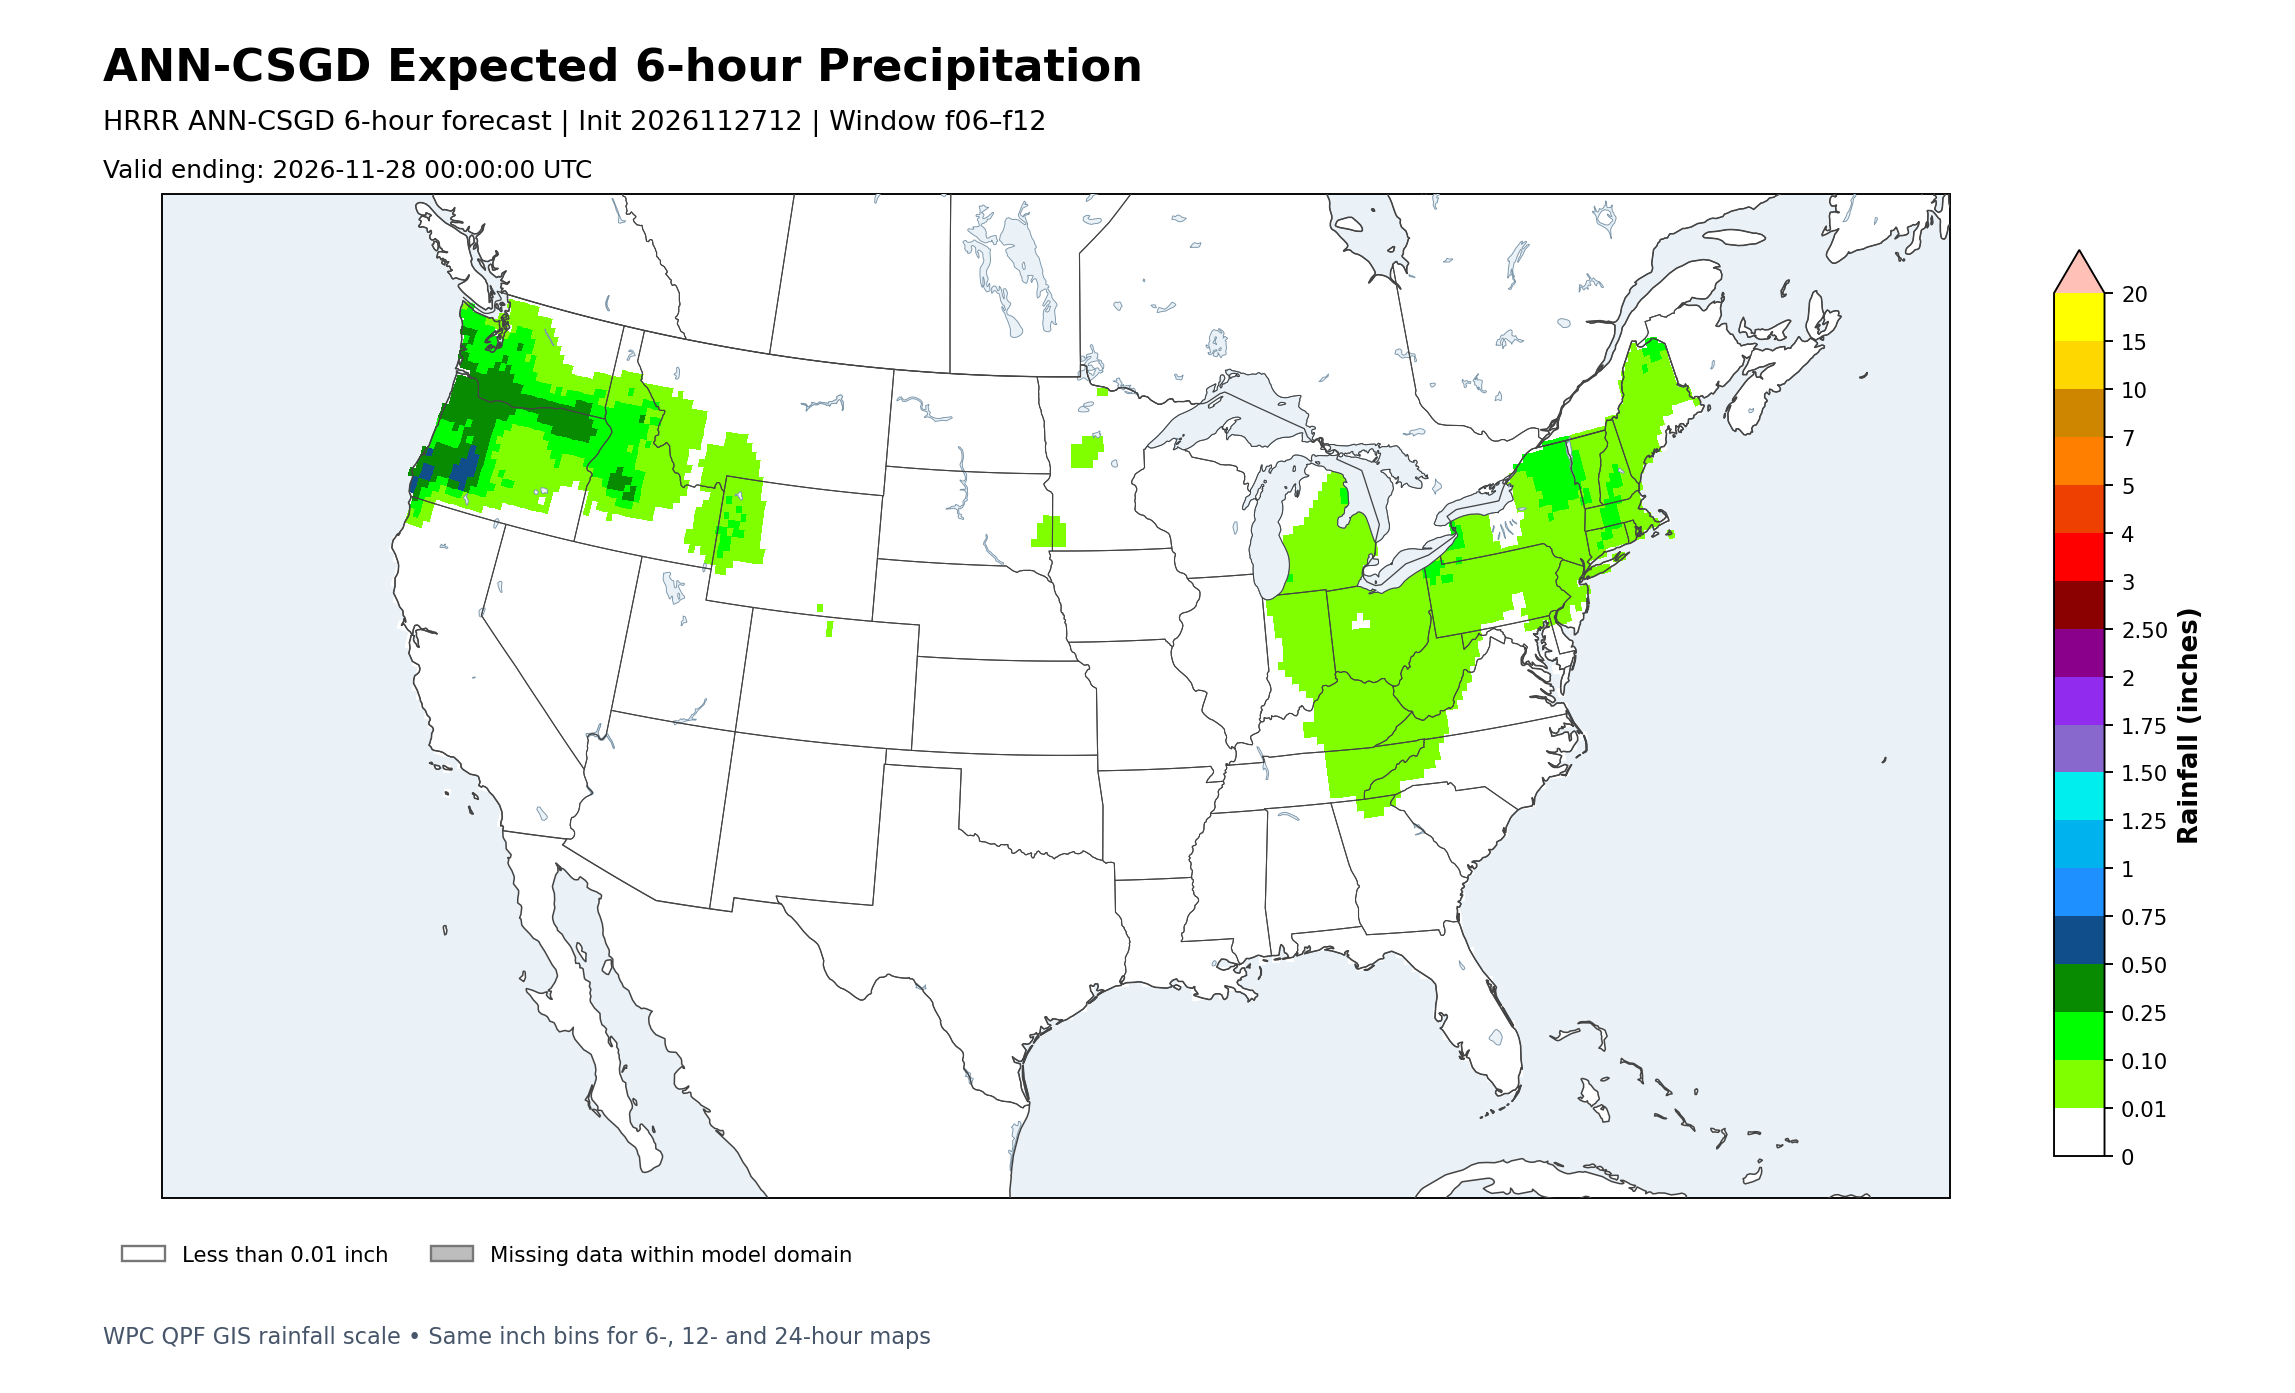 ANN-CSGD Expected 6-hour Precipitation
HRRR ANN-CSGD 6-hour forecast | Init 2026112712 | Window f06–f12
Valid ending: 2026-11-28 00:00:00 UTC
20
15
10
7
5
4
3
2.50
2
1.75
1.50
1.25
1
0.75
0.50
0.25
0.10
0.01
0
Rainfall (inches)
Less than 0.01 inch
Missing data within model domain
WPC QPF GIS rainfall scale • Same inch bins for 6-, 12- and 24-hour maps